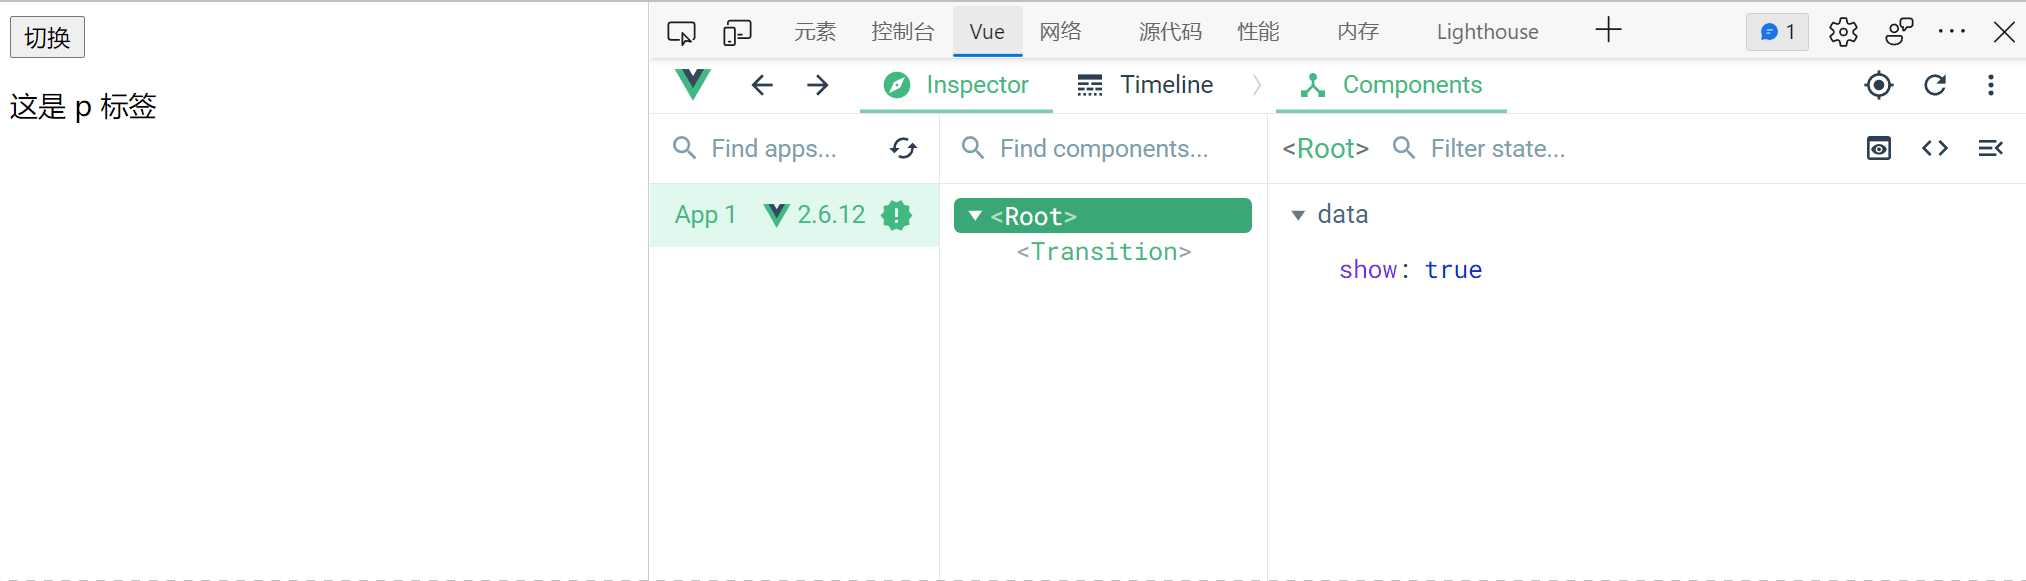 切换
这是 p 标签
元素 控制台 Vue 网络 源代码 性能 内存 Lighthouse 1
Inspector Timeline Components
Find apps... Find components... <Root> Filter state...
App 1 2.6.12 <Root> data
<Transition>
show: true